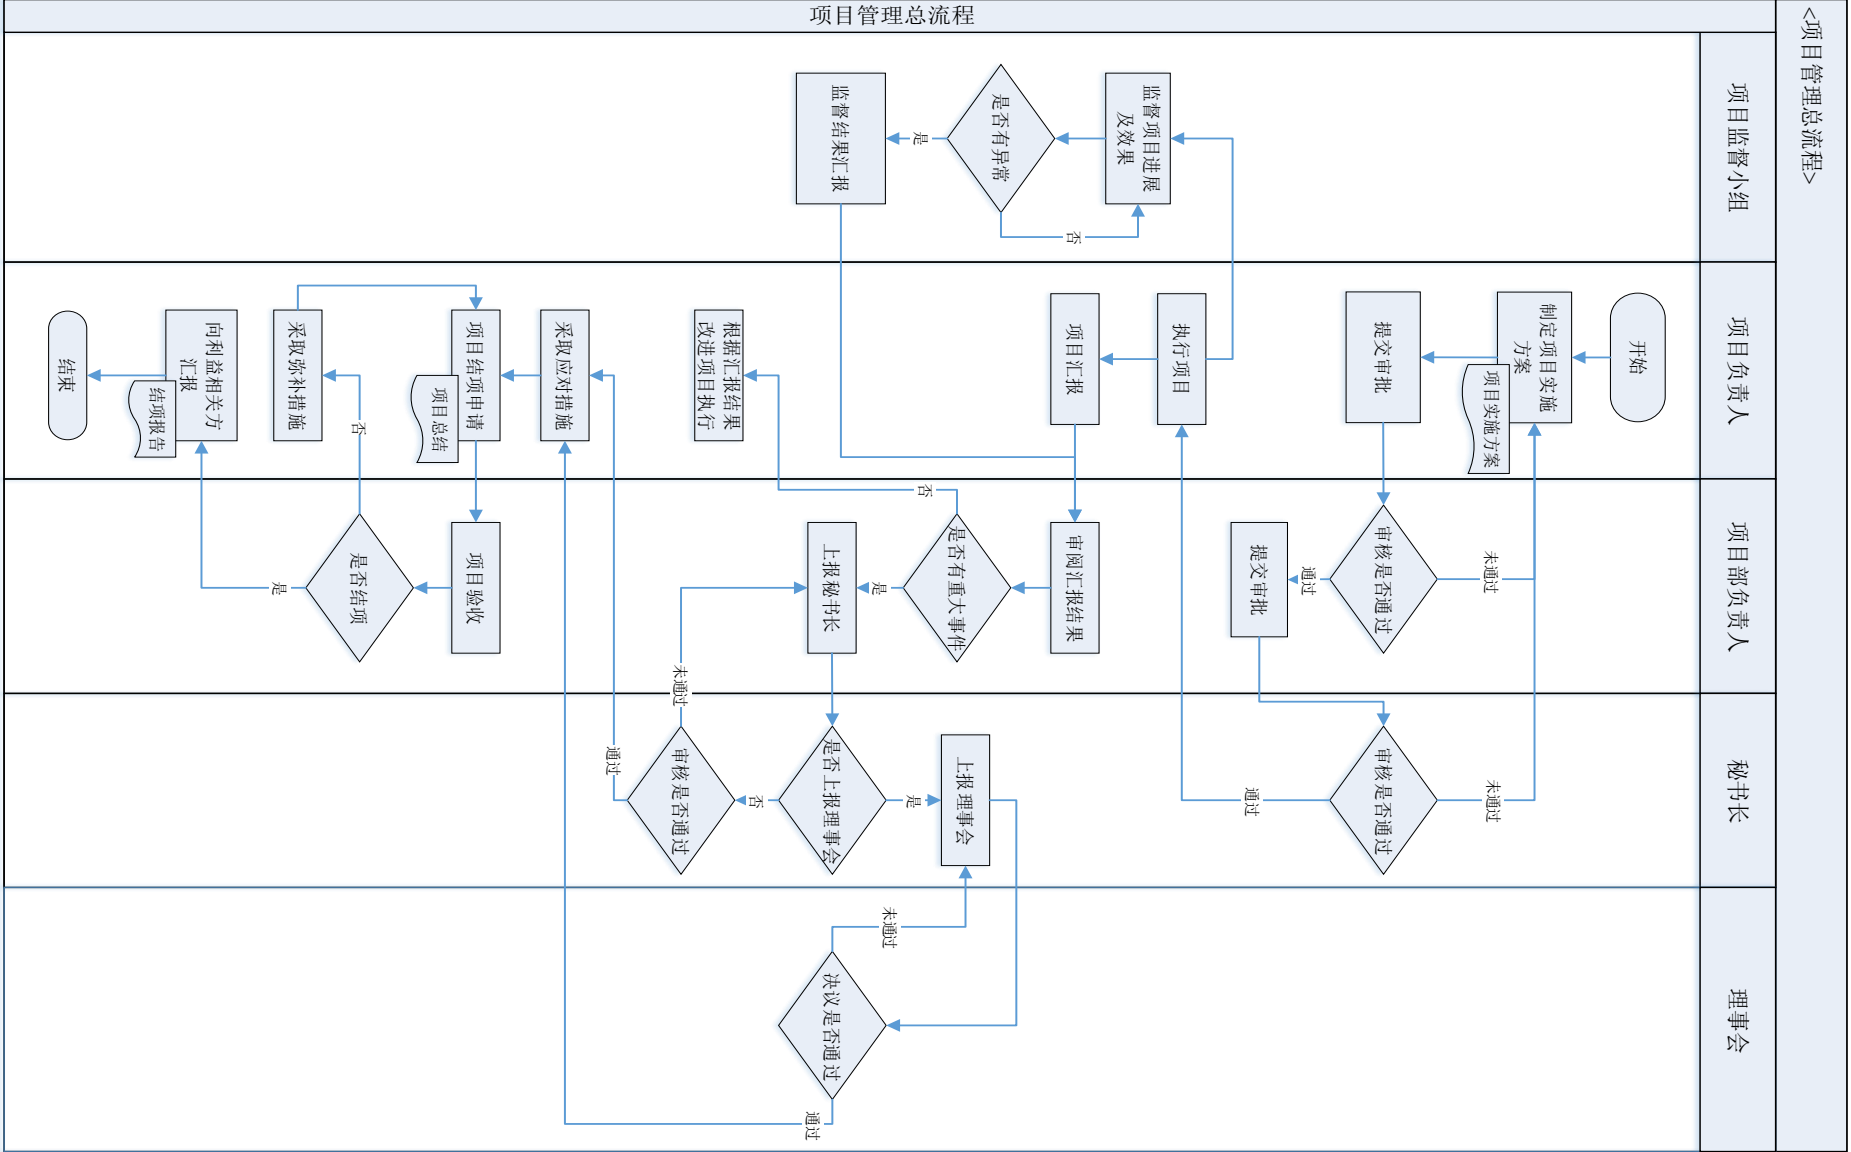 项目管理总流程
<项目管理总流程>
项目监督小组
项目负责人
项目部负责人
秘书长
理事会
开始
制定项目实施
方案
项目实施方案
提交审批
审核是否通过
未通过
通过
提交审批
审核是否通过
未通过
通过
执行项目
监督项目进展
及效果
是否有异常
否
是
监督结果汇报
项目汇报
审阅汇报结果
是否有重大事件
否
是
根据汇报结果
改进项目执行
上报秘书长
是否上报理事会
是
否
上报理事会
决议是否通过
未通过
通过
审核是否通过
未通过
通过
采取应对措施
项目结项申请
项目总结
项目验收
是否结项
否
是
采取弥补措施
向利益相关方
汇报
结项报告
结束